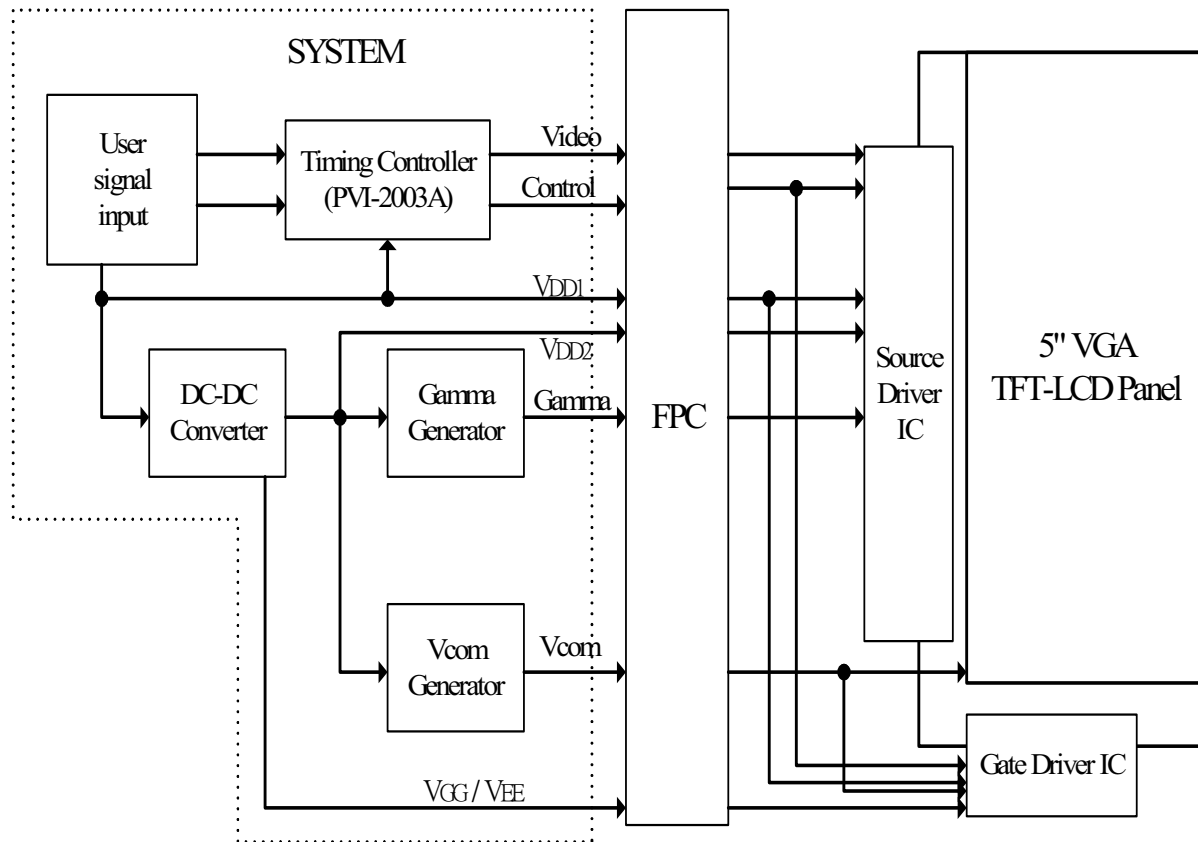 SYSTEM
User
signal
input
Timing Controller
(PVI-2003A)
Video
Control
VDD1
VDD2
DC-DC
Converter
Gamma
Generator
Gamma
FPC
Source
Driver
IC
5" VGA
TFT-LCD Panel
Vcom
Generator
Vcom
Gate Driver IC
VGG / VEE